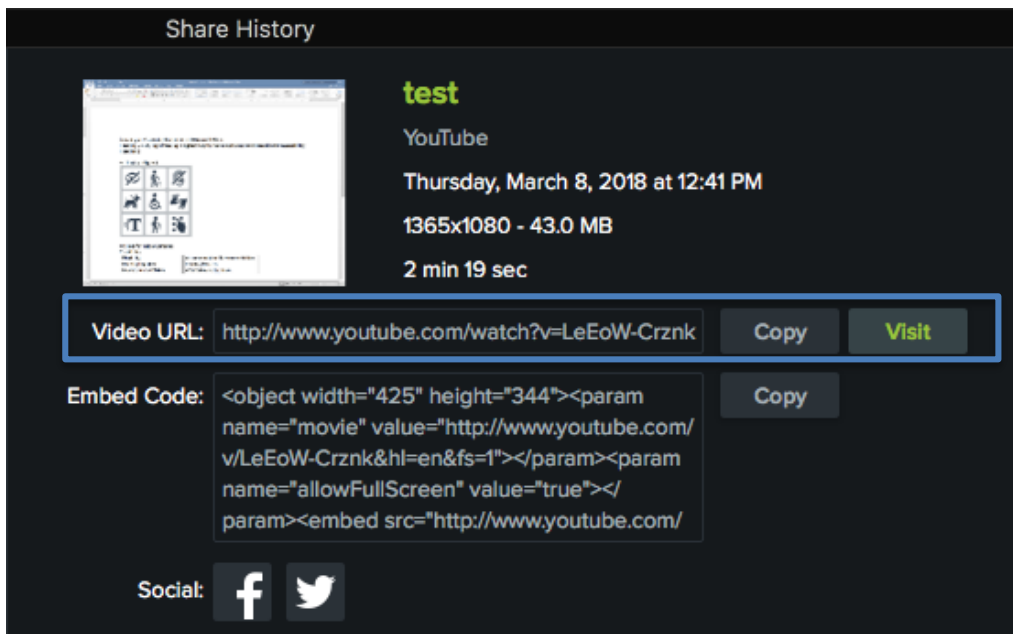 Share History
test
YouTube
Thursday, March 8, 2018 at 12:41 PM
1365x1080 - 43.0 MB
2 min 19 sec
Video URL: http://www.youtube.com/watch?v=LeEoW-Crznk Copy Visit
Embed Code: <object width="425" height="344"><param Copy
name="movie" value="http://www.youtube.com/
v/LeEoW-Crznk&hl=en&fs=1"></param><param
name="allowFullScreen" value="true"></
param><embed src="http://www.youtube.com/
Social: